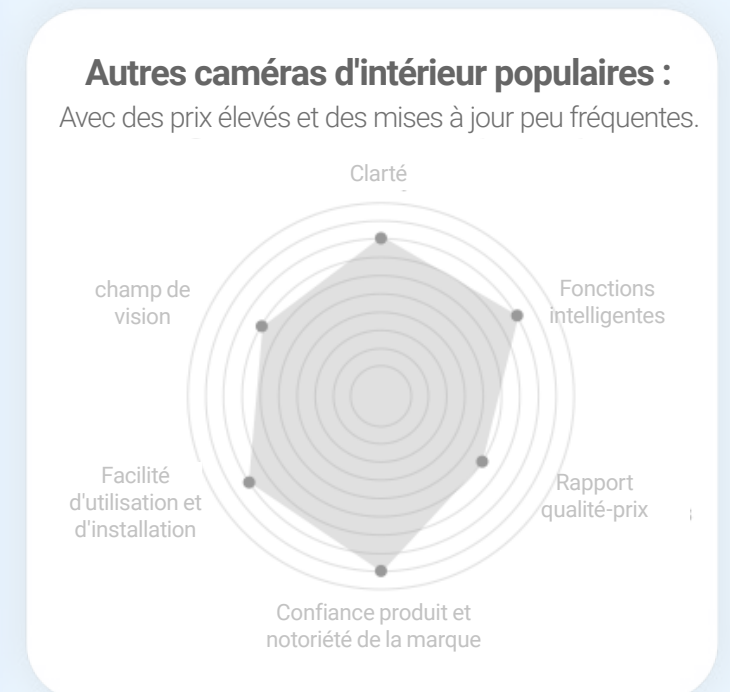 Autres caméras d'intérieur populaires :
Avec des prix élevés et des mises à jour peu fréquentes.
Clarté
champ de
vision
Fonctions
intelligentes
Facilité
d'utilisation et
d'installation
Rapport
qualité-prix
Confiance produit et
notoriété de la marque